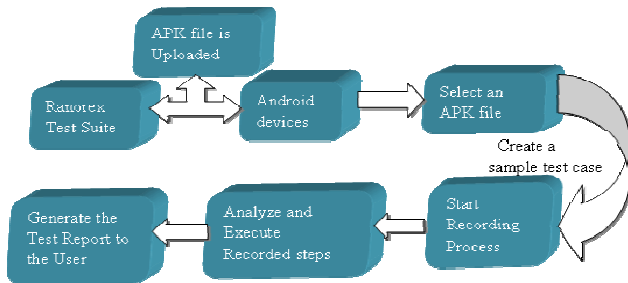 APK file is
Uploaded
Ranorex
Test Suite
Android
devices
Select an
APK file
Create a
sample test case
Start
Recording
Process
Analyze and
Execute
Recorded steps
Generate the
Test Report to
the User